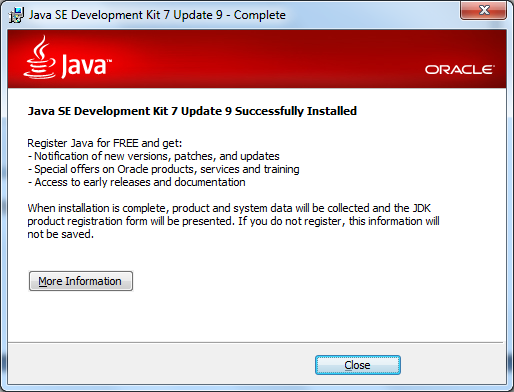 Java SE Development Kit 7 Update 9 - Complete
Java™
ORACLE®
Java SE Development Kit 7 Update 9 Successfully Installed
Register Java for FREE and get:
- Notification of new versions, patches, and updates
- Special offers on Oracle products, services and training
- Access to early releases and documentation
When installation is complete, product and system data will be collected and the JDK
product registration form will be presented. If you do not register, this information will
not be saved.
More Information
Close